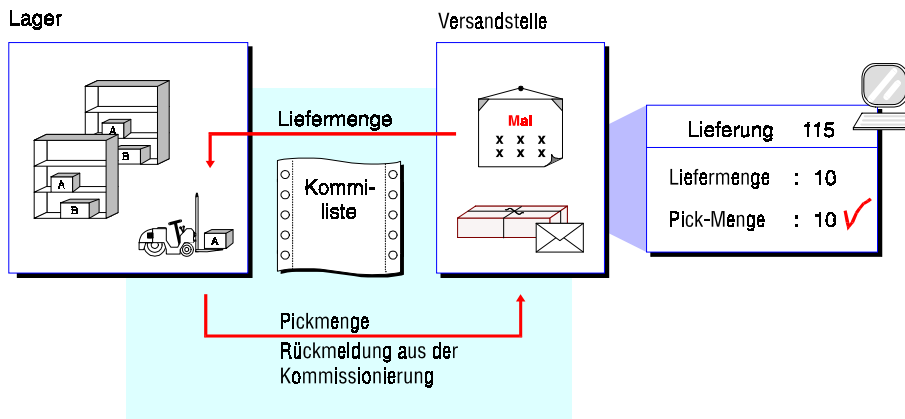 Lager
Versandstelle
A
B
A
B
A
Liefermenge
Kommi-
liste
Mai
x x x
x x x
Lieferung 115
Liefermenge : 10
Pick-Menge : 10
Pickmenge
Rückmeldung aus der
Kommissionierung